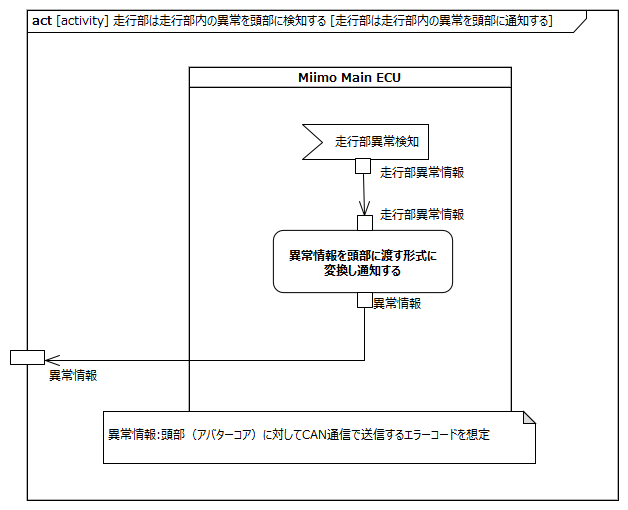 act [activity] 走行部は走行部内の異常を頭部に検知する [走行部は走行部内の異常を頭部に通知する]
Miimo Main ECU
走行部異常検知
走行部異常情報
走行部異常情報
異常情報を頭部に渡す形式に
変換し通知する
異常情報
異常情報
異常情報:頭部（アバターコア）に対してCAN通信で送信するエラーコードを想定